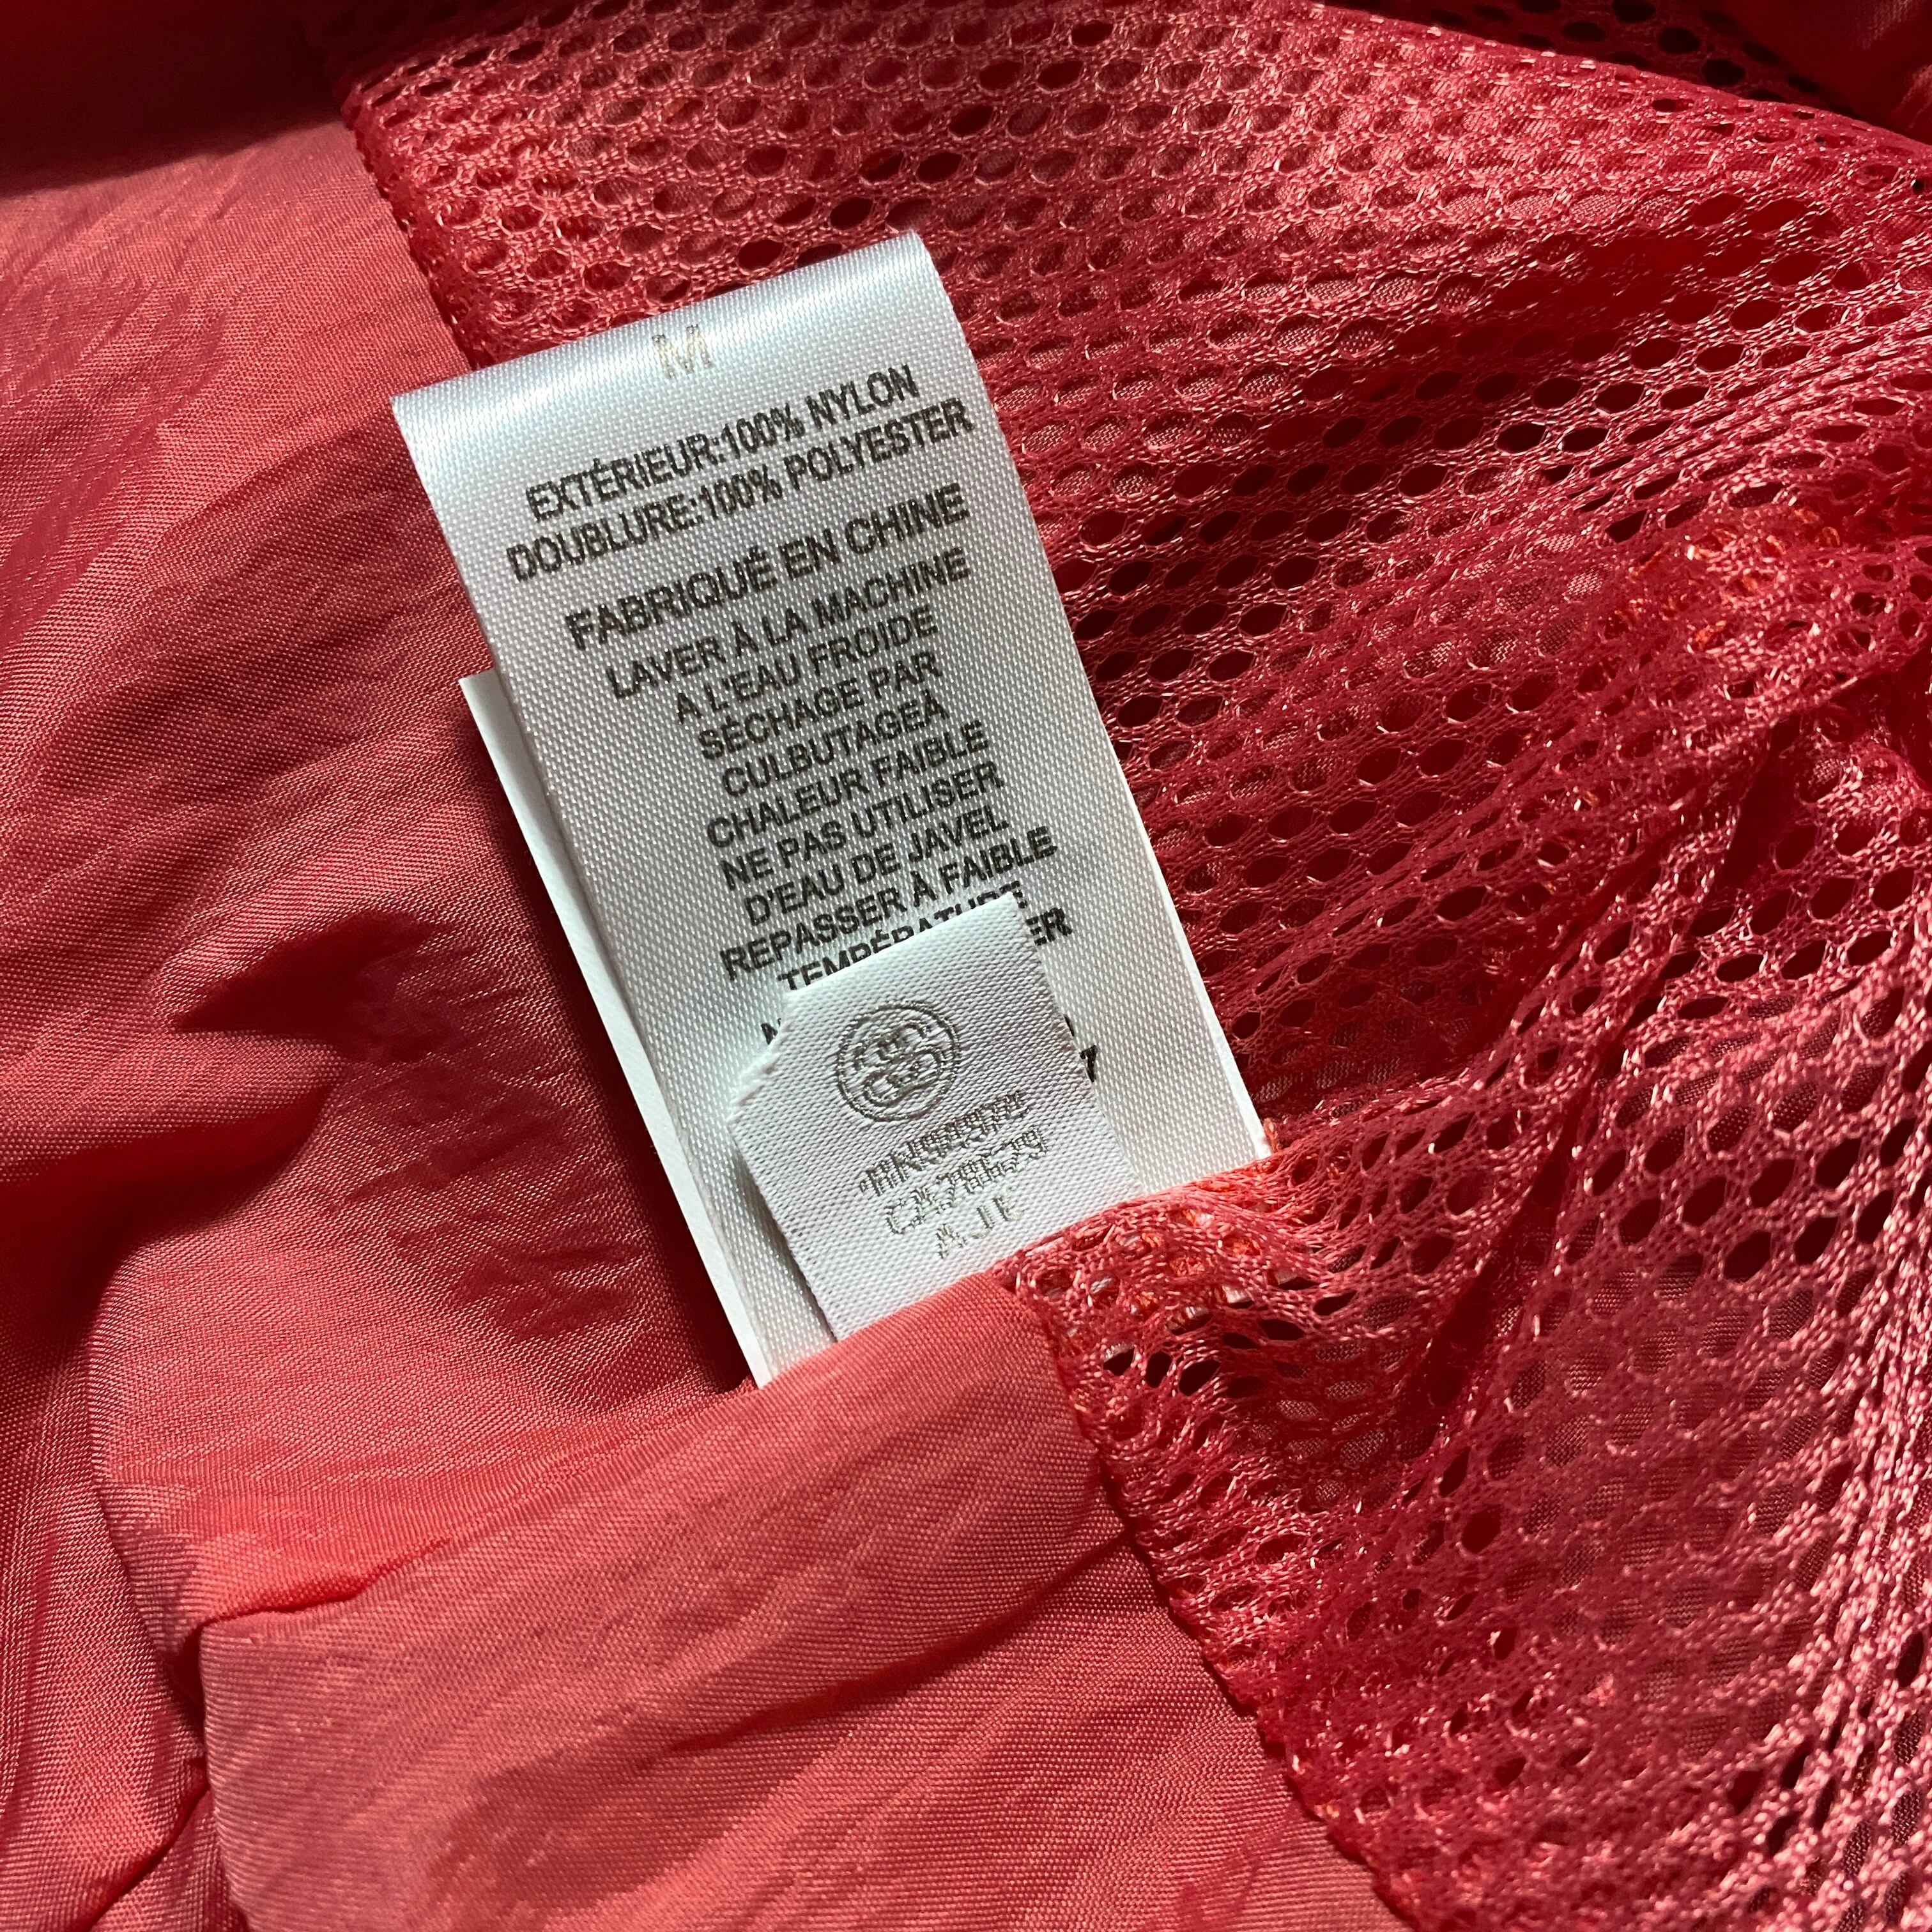 M
EXTÉRIEUR:100% NYLON
DOUBLURE:100% POLYESTER
FABRIQUÉ EN CHINE
LAVER À LA MACHINE
À L'EAU FROIDE
SÉCHAGE PAR
CULBUTAGEÀ
CHALEUR FAIBLE
NE PAS UTILISER
D'EAU DE JAVEL
REPASSER À FAIBLE
TEMPÉRATURE